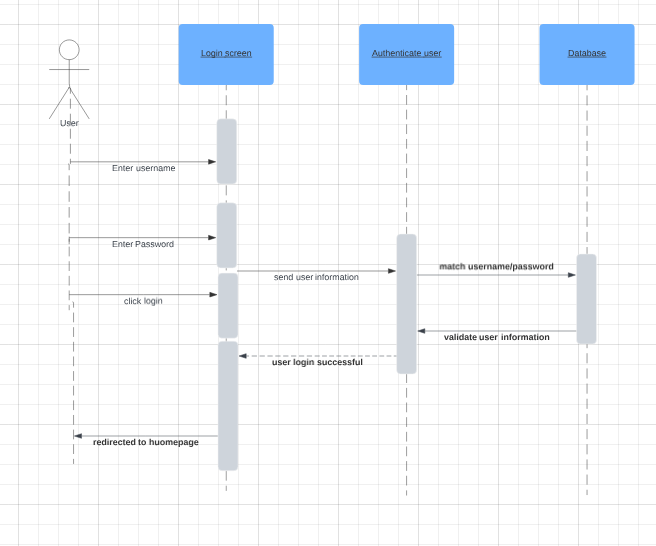 Login screen
Authenticate user
Database
User
Enter username
Enter Password
match username/password
send user information
click login
validate user information
user login successful
redirected to huomepage